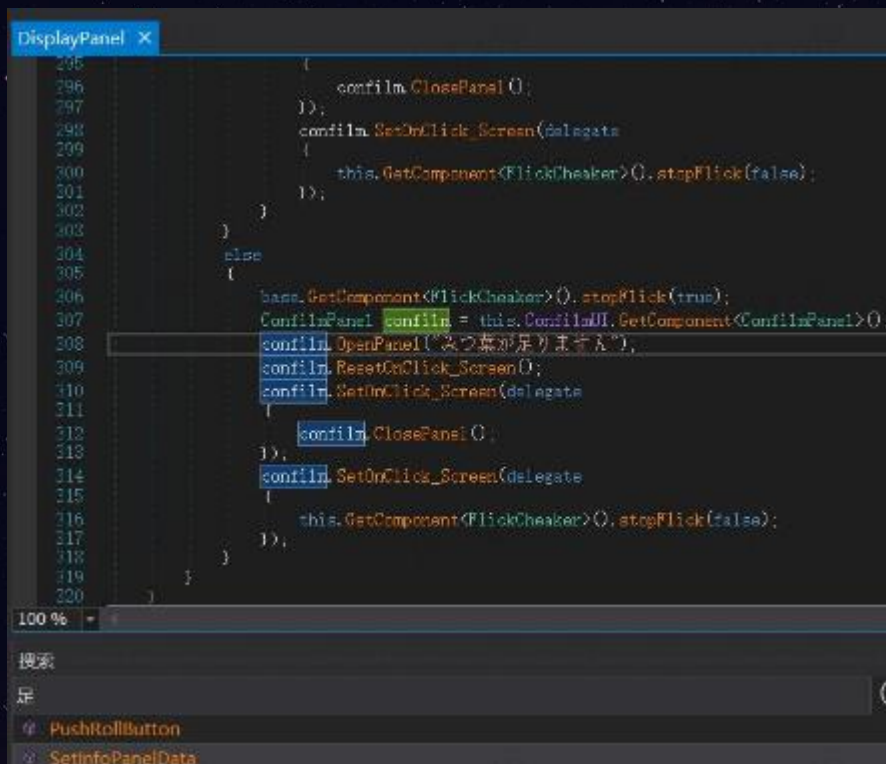 DisplayPanel ×
295 {
296 confilm.ClosePanel();
297 });
298 confilm.SetOnClick_Screen(delegate
299 {
300 this.GetComponent<FlickCheaker>().stopFlick(false);
301 });
302 }
303 }
304 else
305 {
306 base.GetComponent<FlickCheaker>().stopFlick(true);
307 ConfilmPanel confilm = this.ConfilmUI.GetComponent<ConfilmPanel>()
308 confilm.OpenPanel("みつ葉が足りません");
309 confilm.ResetOnClick_Screen();
310 confilm.SetOnClick_Screen(delegate
311 {
312 confilm.ClosePanel();
313 });
314 confilm.SetOnClick_Screen(delegate
315 {
316 this.GetComponent<FlickCheaker>().stopFlick(false);
317 });
318 }
319 }
320 }
100 %
搜索
足
PushRollButton
SetInfoPanelData